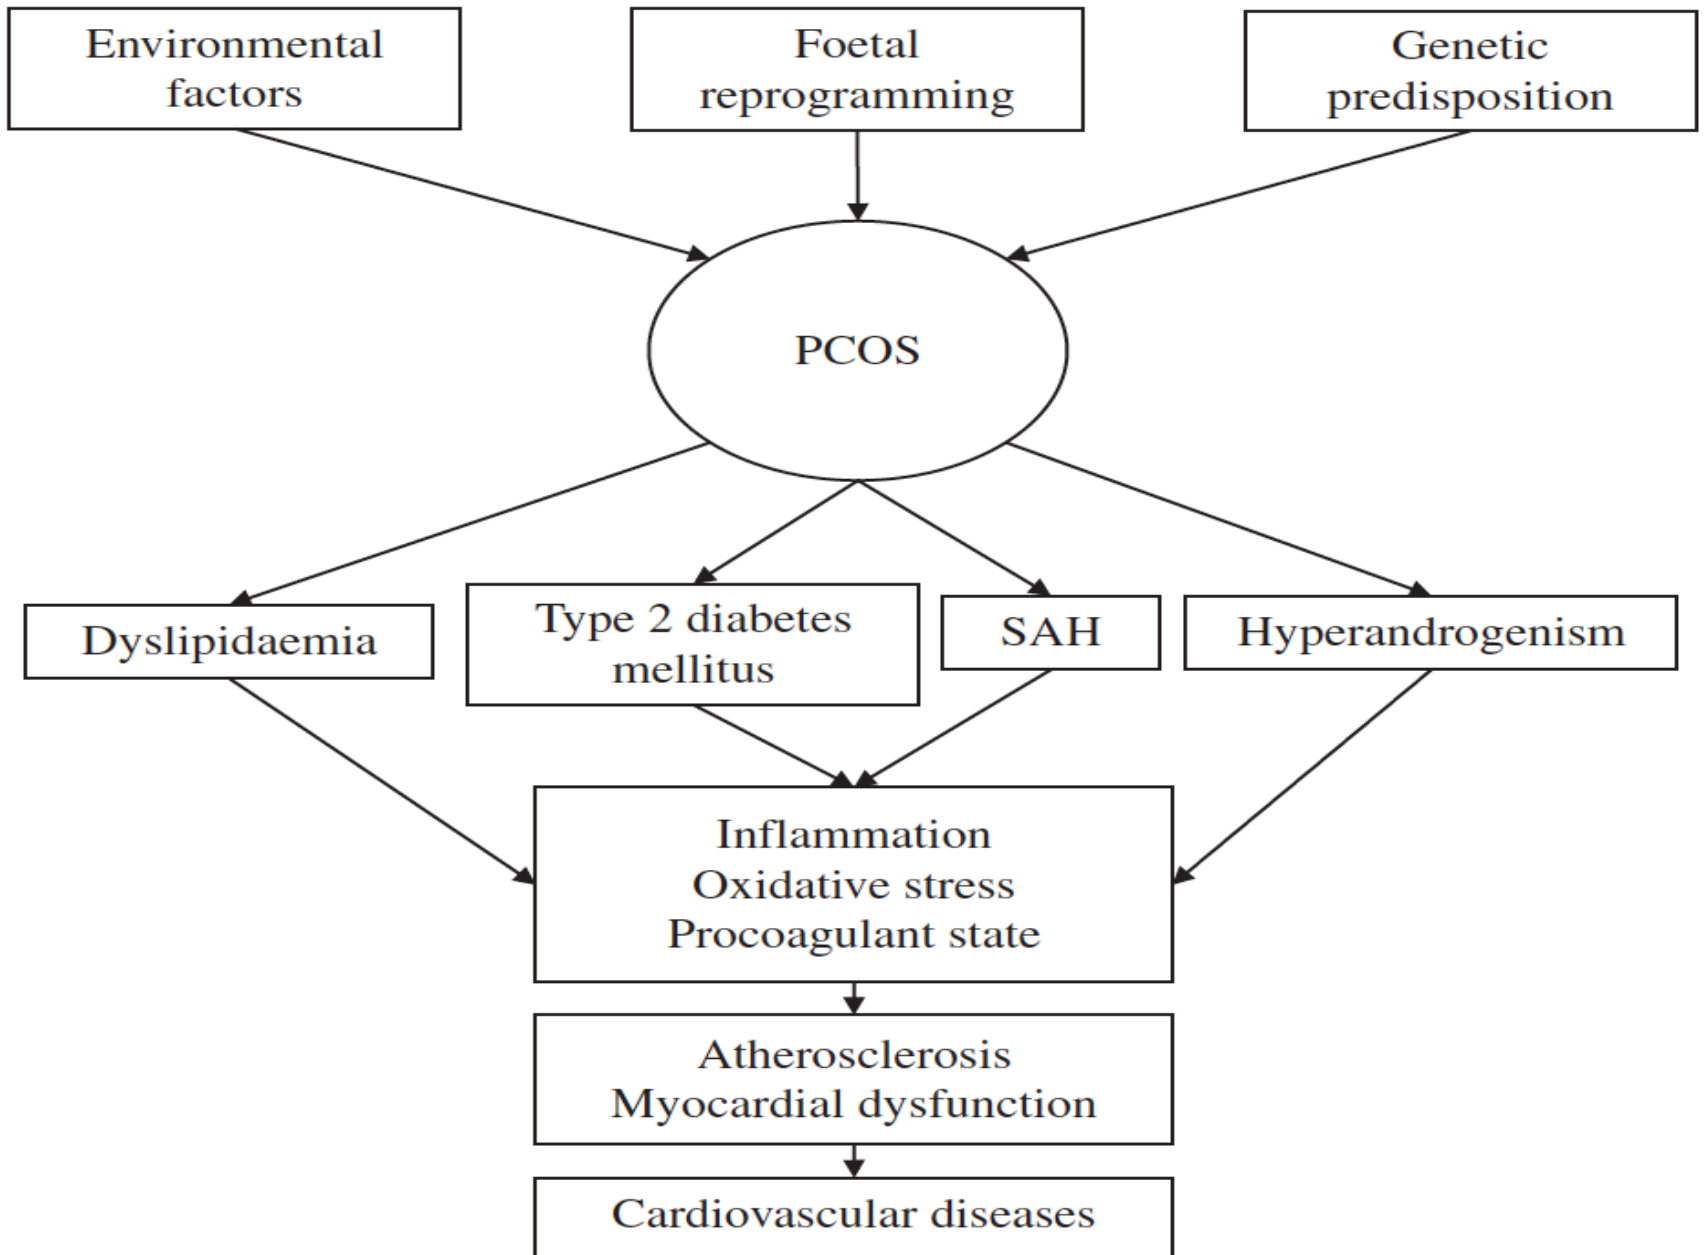 Environmental
factors
Foetal
reprogramming
Genetic
predisposition
PCOS
Dyslipidaemia
Type 2 diabetes
mellitus
SAH
Hyperandrogenism
Inflammation
Oxidative stress
Procoagulant state
Atherosclerosis
Myocardial dysfunction
Cardiovascular diseases